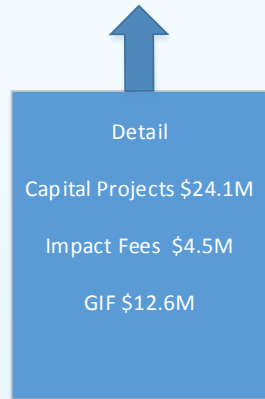 Detail
Capital Projects $24.1M
Impact Fees $4.5M
GIF $12.6M